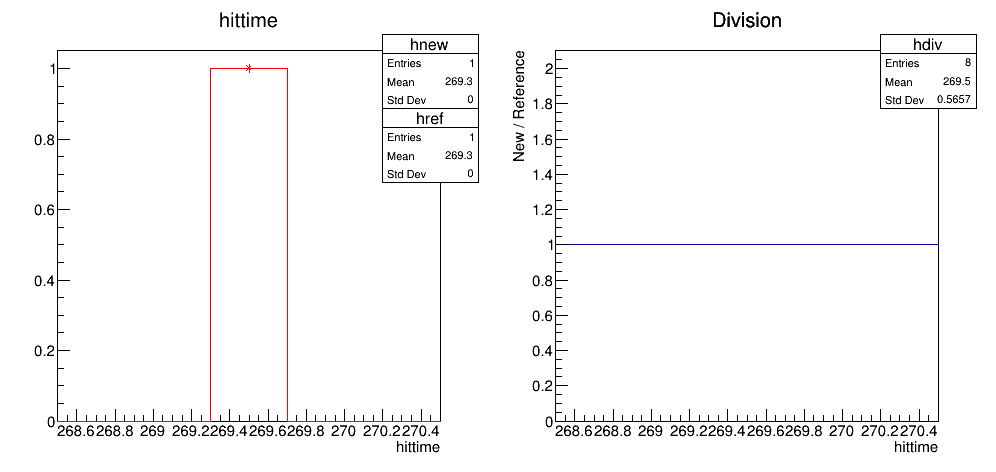 hittime
hnew
Entries 1
Mean 269.3
Std Dev 0
href
Entries 1
Mean 269.3
Std Dev 0
1
0.8
0.6
0.4
0.2
0
268.6 268.8 269 269.2 269.4 269.6 269.8 270 270.2 270.4
hittime
Division
hdiv
Entries 8
Mean 269.5
Std Dev 0.5657
New / Reference
2
1.8
1.6
1.4
1.2
1
0.8
0.6
0.4
0.2
0
268.6 268.8 269 269.2 269.4 269.6 269.8 270 270.2 270.4
hittime